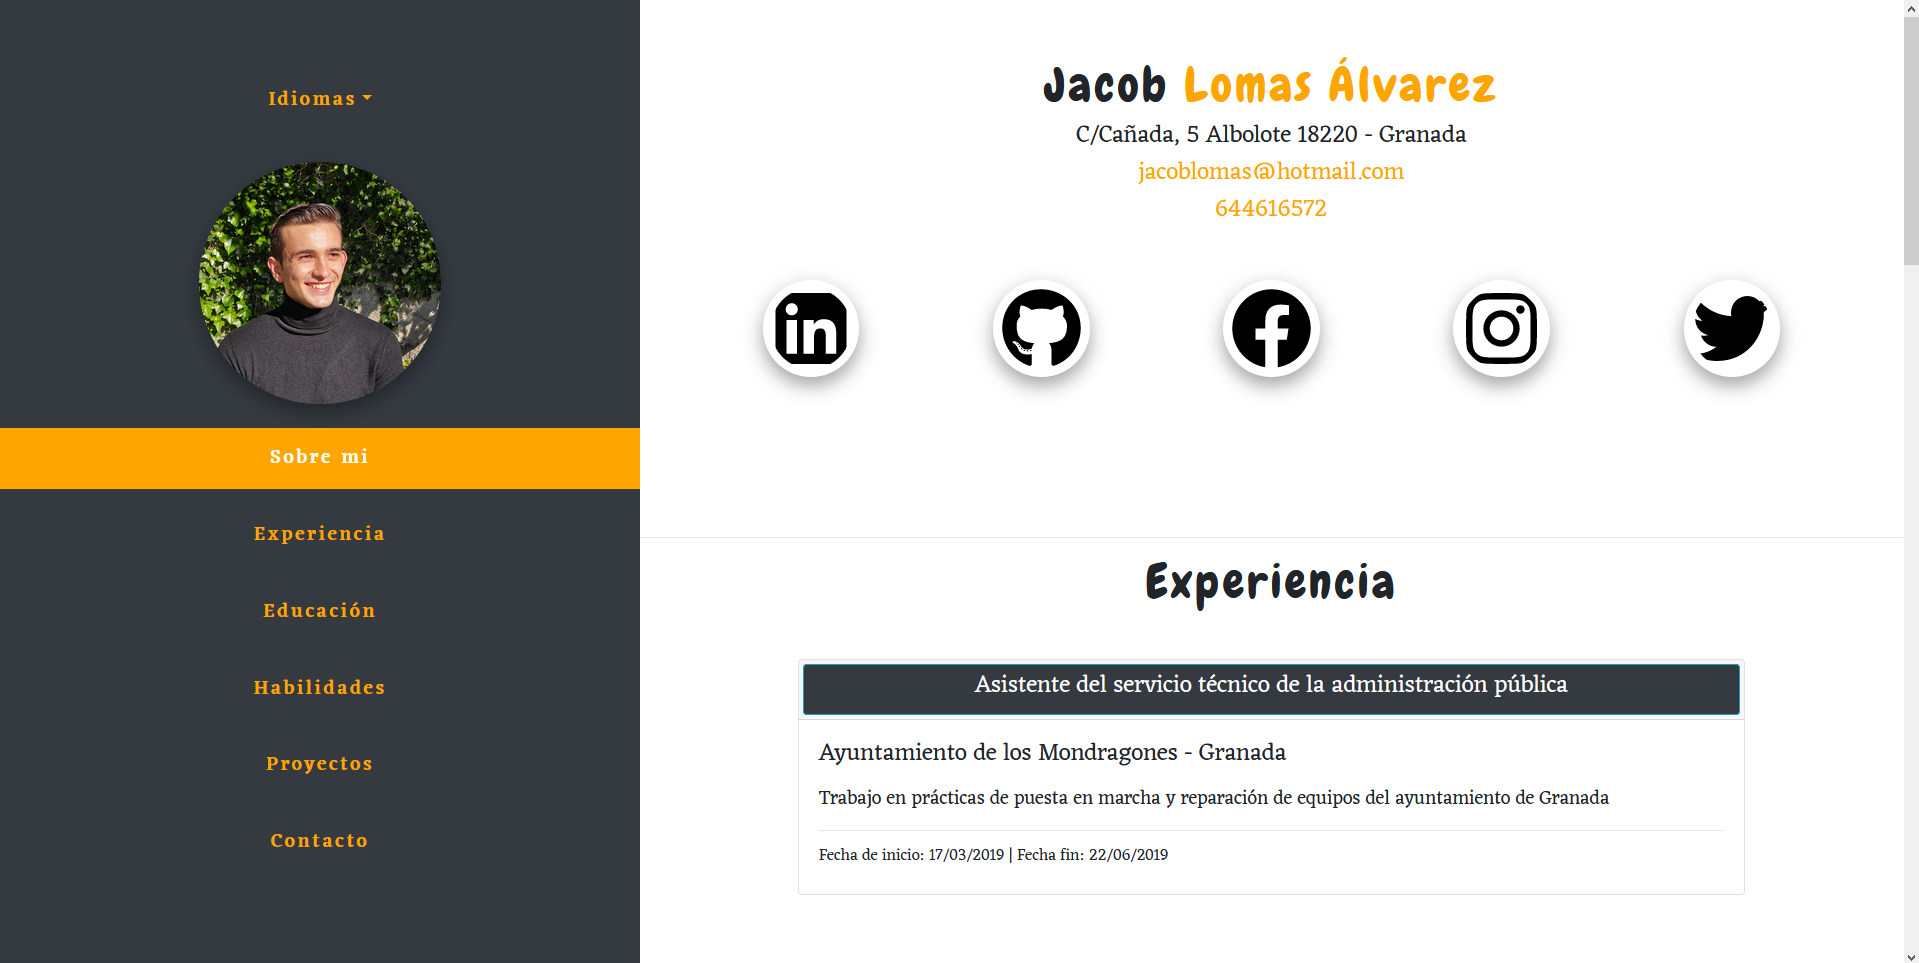 Idiomas
Sobre mi
Experiencia
Educación
Habilidades
Proyectos
Contacto
Jacob Lomas Álvarez
C/Cañada, 5 Albolote 18220 - Granada
jacoblomas@hotmail.com
644616572
in
Experiencia
Asistente del servicio técnico de la administración pública
Ayuntamiento de los Mondragones - Granada
Trabajo en prácticas de puesta en marcha y reparación de equipos del ayuntamiento de Granada
Fecha de inicio: 17/03/2019 | Fecha fin: 22/06/2019